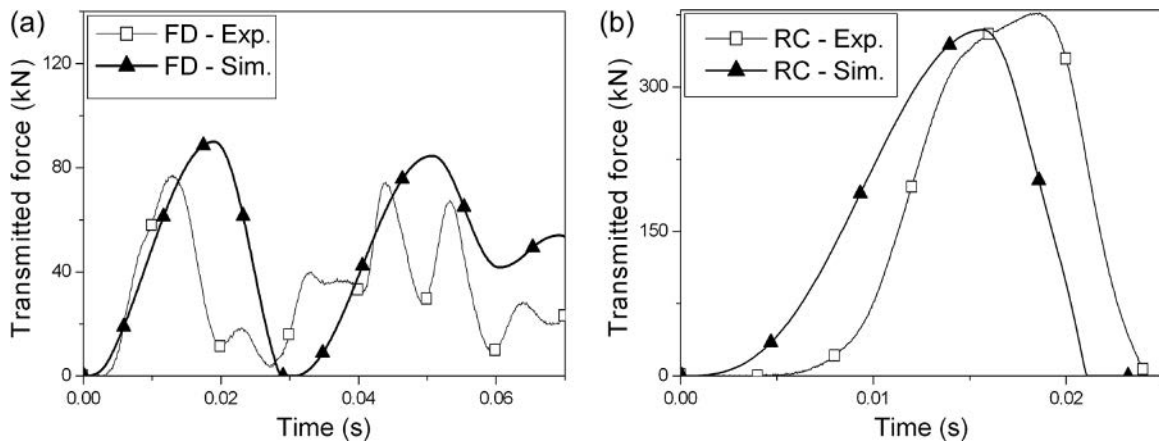 (a)
FD - Exp.
FD - Sim.
120
80
40
0
Transmitted force (kN)
0.00 0.02 0.04 0.06
Time (s)
(b)
RC - Exp.
RC - Sim.
300
150
0
Transmitted force (kN)
0.00 0.01 0.02
Time (s)